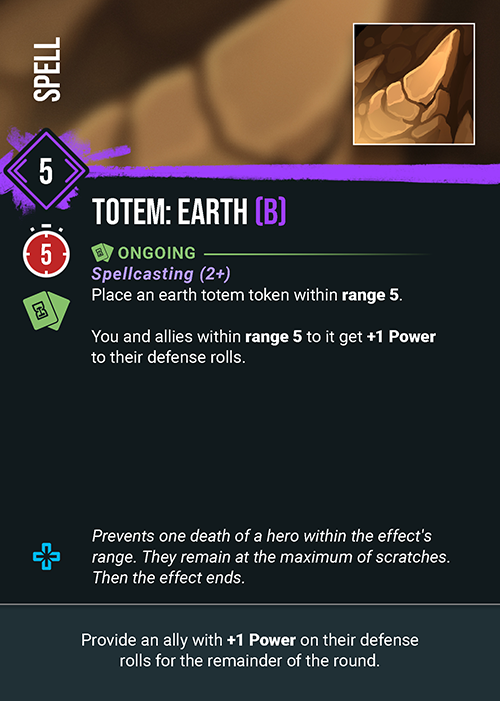 SPELL
5
TOTEM: EARTH (B)
5
ONGOING
Spellcasting (2+)
Place an earth totem token within range 5.
You and allies within range 5 to it get +1 Power
to their defense rolls.
Prevents one death of a hero within the effect's
range. They remain at the maximum of scratches.
Then the effect ends.
Provide an ally with +1 Power on their defense
rolls for the remainder of the round.